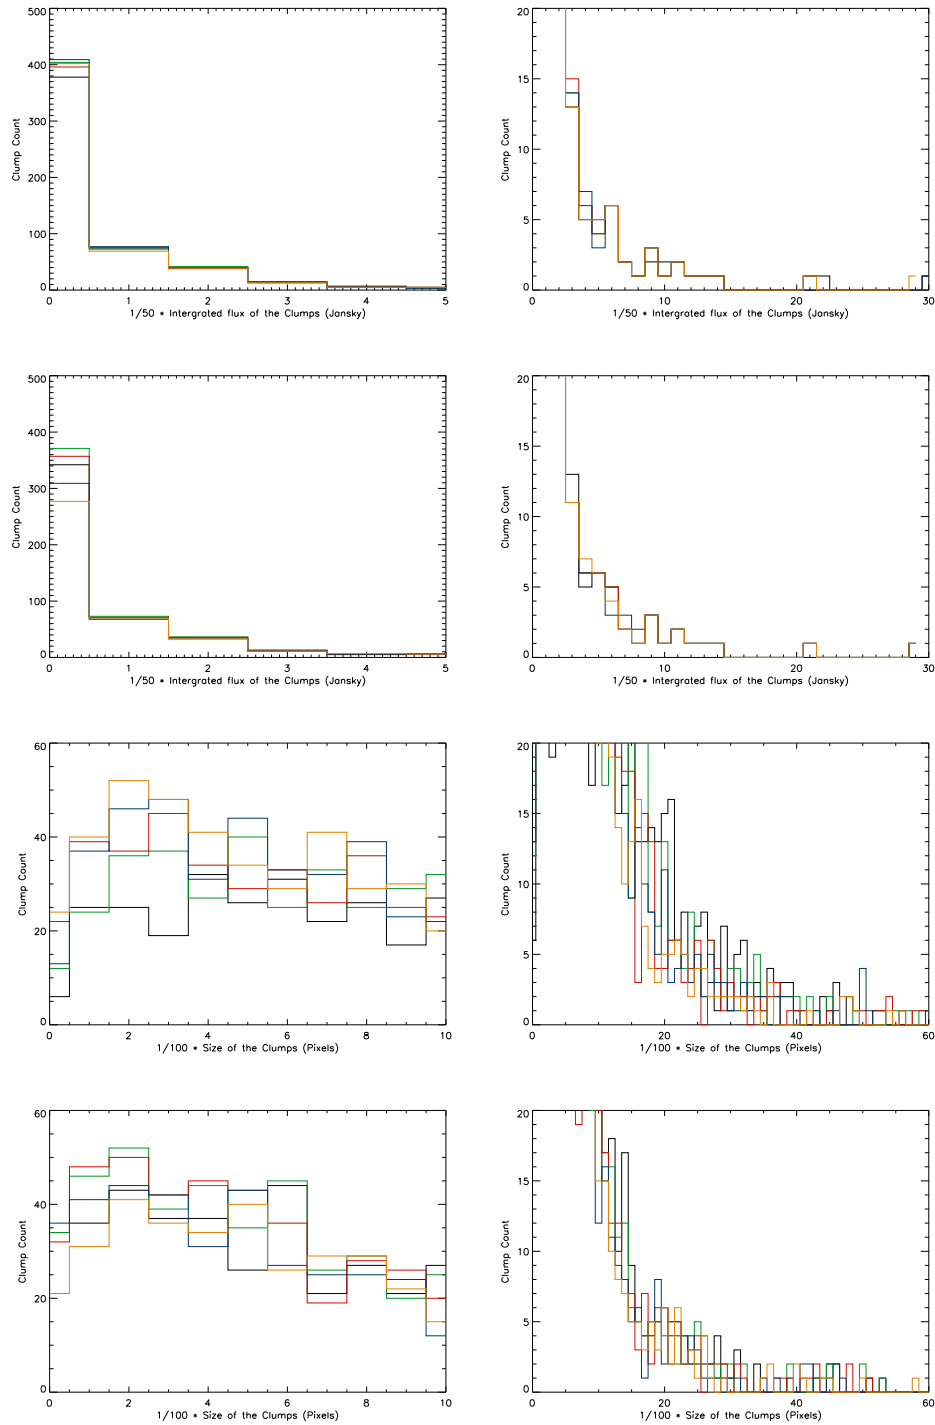 500
400
300
200
100
0
Clump Count
0 1 2 3 4 5
1/50 * Intergrated flux of the Clumps (Jansky)
20
15
10
5
0
Clump Count
0 10 20 30
1/50 * Intergrated flux of the Clumps (Jansky)
500
400
300
200
100
0
Clump Count
0 1 2 3 4 5
1/50 * Intergrated flux of the Clumps (Jansky)
20
15
10
5
0
Clump Count
0 10 20 30
1/50 * Intergrated flux of the Clumps (Jansky)
60
40
20
0
Clump Count
0 2 4 6 8 10
1/100 * Size of the Clumps (Pixels)
20
15
10
5
0
Clump Count
0 20 40 60
1/100 * Size of the Clumps (Pixels)
60
40
20
0
Clump Count
0 2 4 6 8 10
1/100 * Size of the Clumps (Pixels)
20
15
10
5
0
Clump Count
0 20 40 60
1/100 * Size of the Clumps (Pixels)